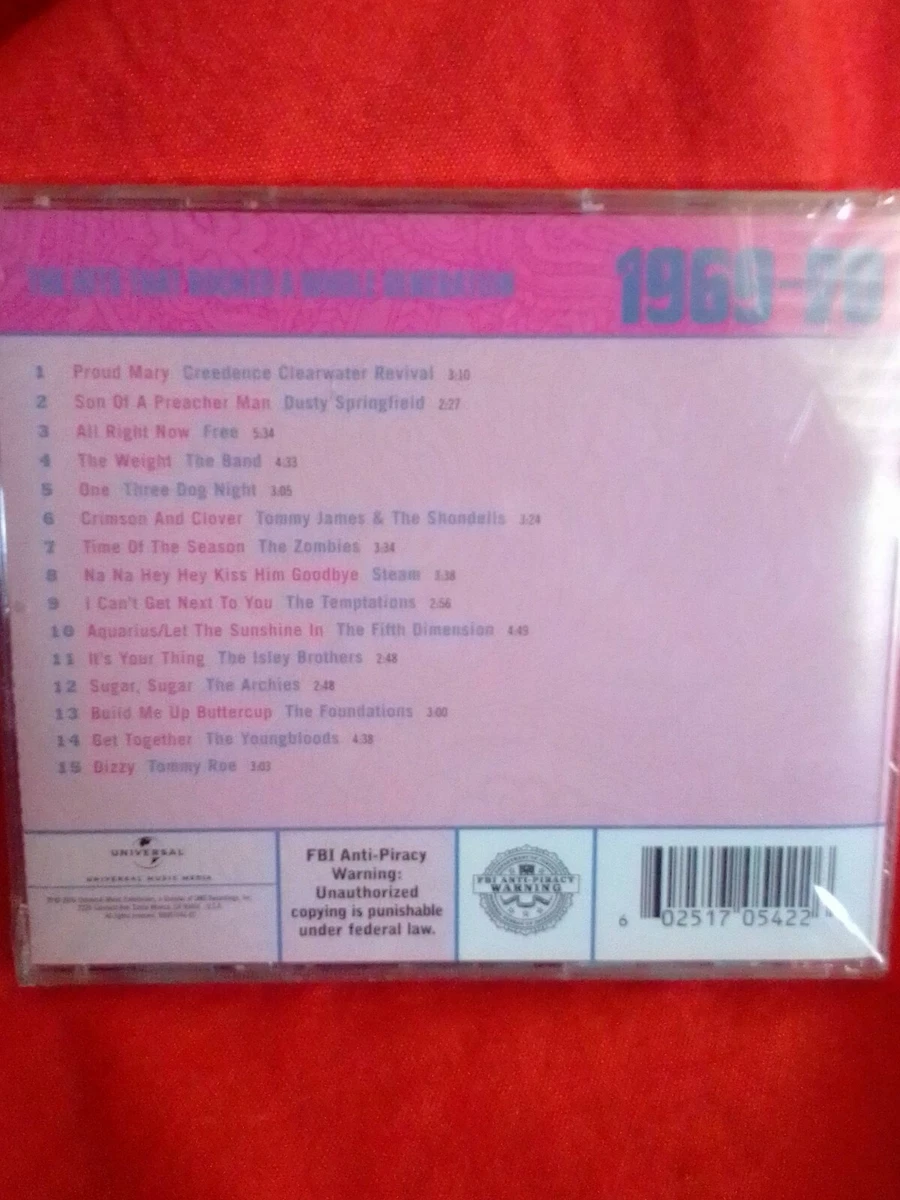 THE HITS THAT ROCKED A WHOLE GENERATION
1969-70
1 Proud Mary Creedence Clearwater Revival 3:10
2 Son Of A Preacher Man Dusty Springfield 2:27
3 All Right Now Free 5:34
4 The Weight The Band 4:33
5 One Three Dog Night 3:05
6 Crimson And Clover Tommy James & The Shondells 3:24
7 Time Of The Season The Zombies 3:34
8 Na Na Hey Hey Kiss Him Goodbye Steam
9 I Can't Get Next To You The Temptations 2:56
10 Aquarius/Let The Sunshine In The Fifth Dimension 4:49
11 It's Your Thing The Isley Brothers 2:48
12 Sugar, Sugar The Archies 2:48
13 Build Me Up Buttercup The Foundations 3:00
14 Get Together The Youngbloods 4:38
15 Dizzy Tommy Roe 3:03
UNIVERSAL
UNIVERSAL MUSIC MEDIA
FBI Anti-Piracy
Warning:
Unauthorized
copying is punishable
under federal law.
FBI ANTI-PIRACY
WARNING
6 02517 05422